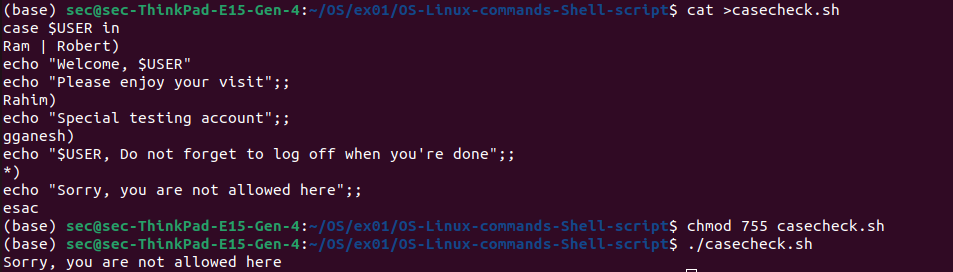 (base) sec@sec-ThinkPad-E15-Gen-4:~/OS/ex01/OS-Linux-commands-Shell-script$ cat >casecheck.sh
case $USER in
Ram | Robert)
echo "Welcome, $USER"
echo "Please enjoy your visit";;
Rahim)
echo "Special testing account";;
gganesh)
echo "$USER, Do not forget to log off when you're done";;
*)
echo "Sorry, you are not allowed here";;
esac
(base) sec@sec-ThinkPad-E15-Gen-4:~/OS/ex01/OS-Linux-commands-Shell-script$ chmod 755 casecheck.sh
(base) sec@sec-ThinkPad-E15-Gen-4:~/OS/ex01/OS-Linux-commands-Shell-script$ ./casecheck.sh
Sorry, you are not allowed here